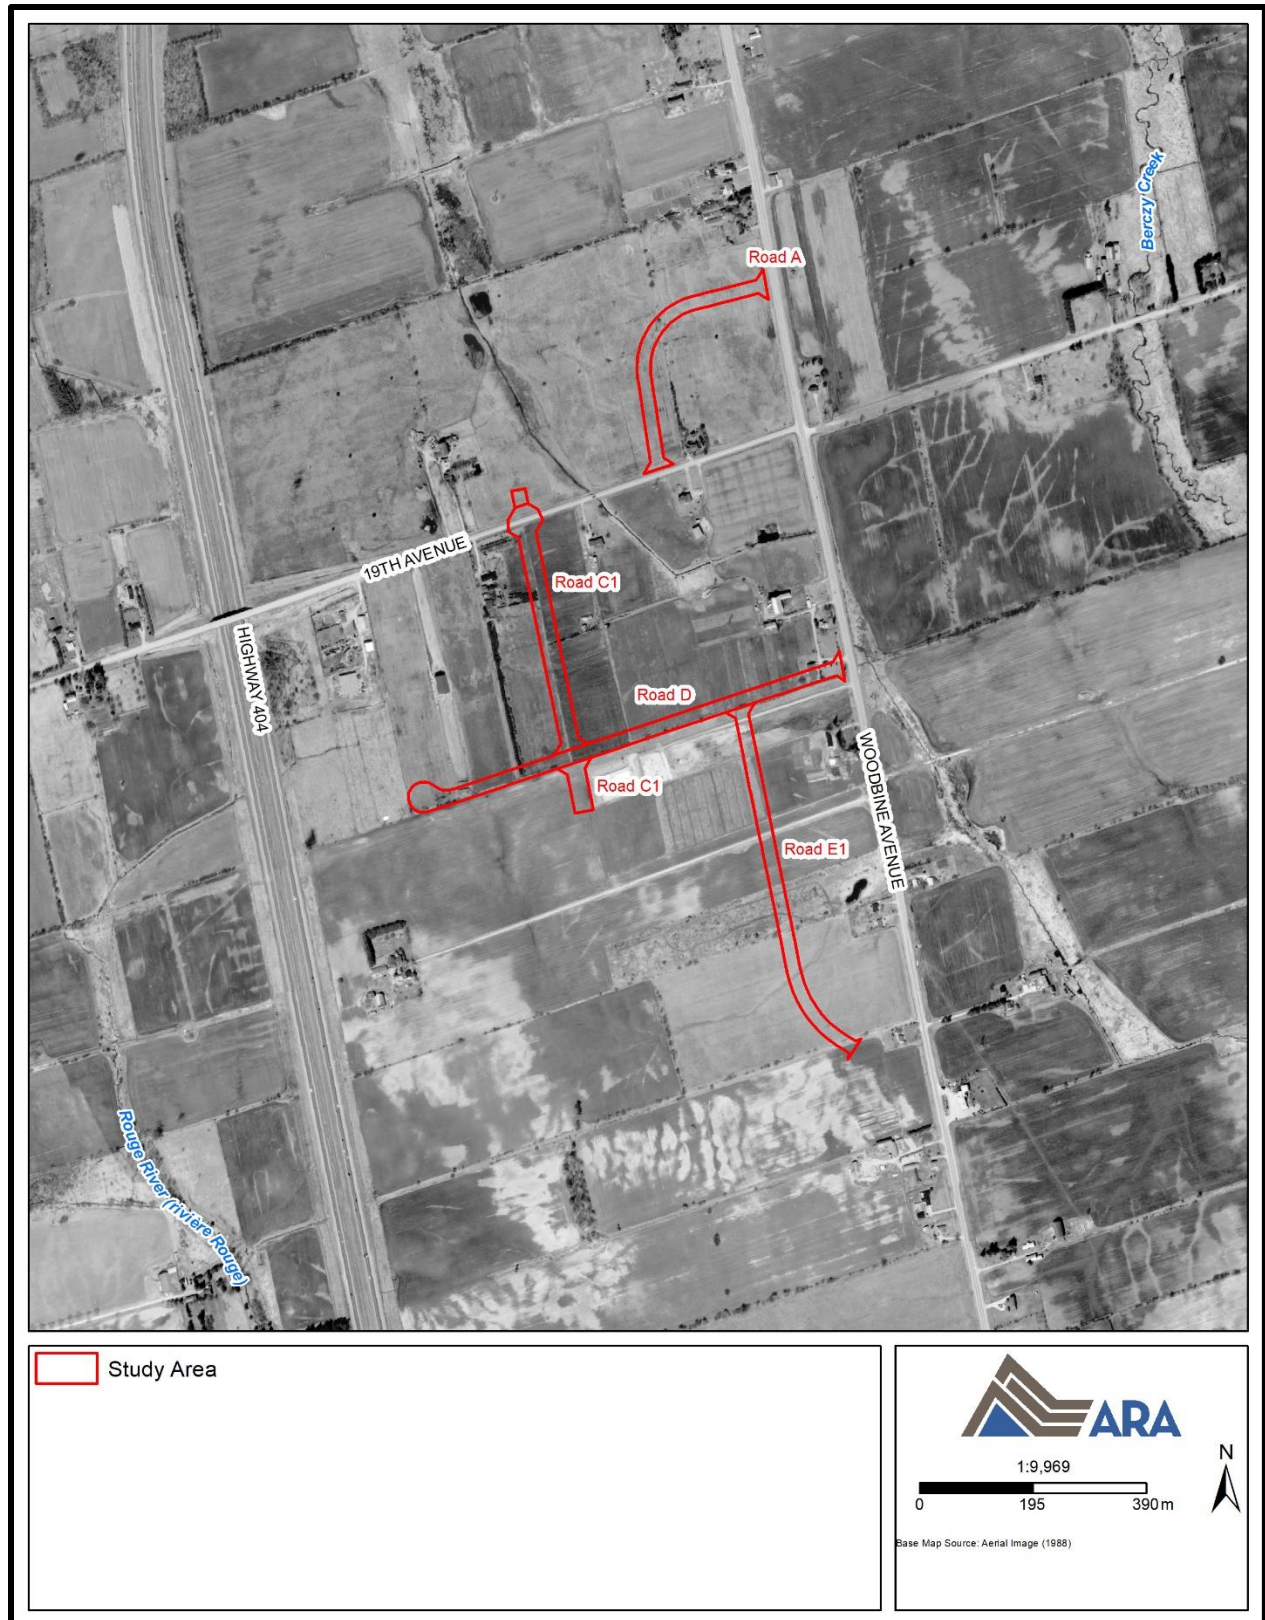 Berczy Creek
Road A
19TH AVENUE
Road C1
HIGHWAY 404
Road D
Road C1
WOODBINE AVENUE
Road E1
Rouge River (rivière Rouge)
Study Area
ARA
1:9,969
N
0 195 390 m
Base Map Source: Aerial Image (1988)